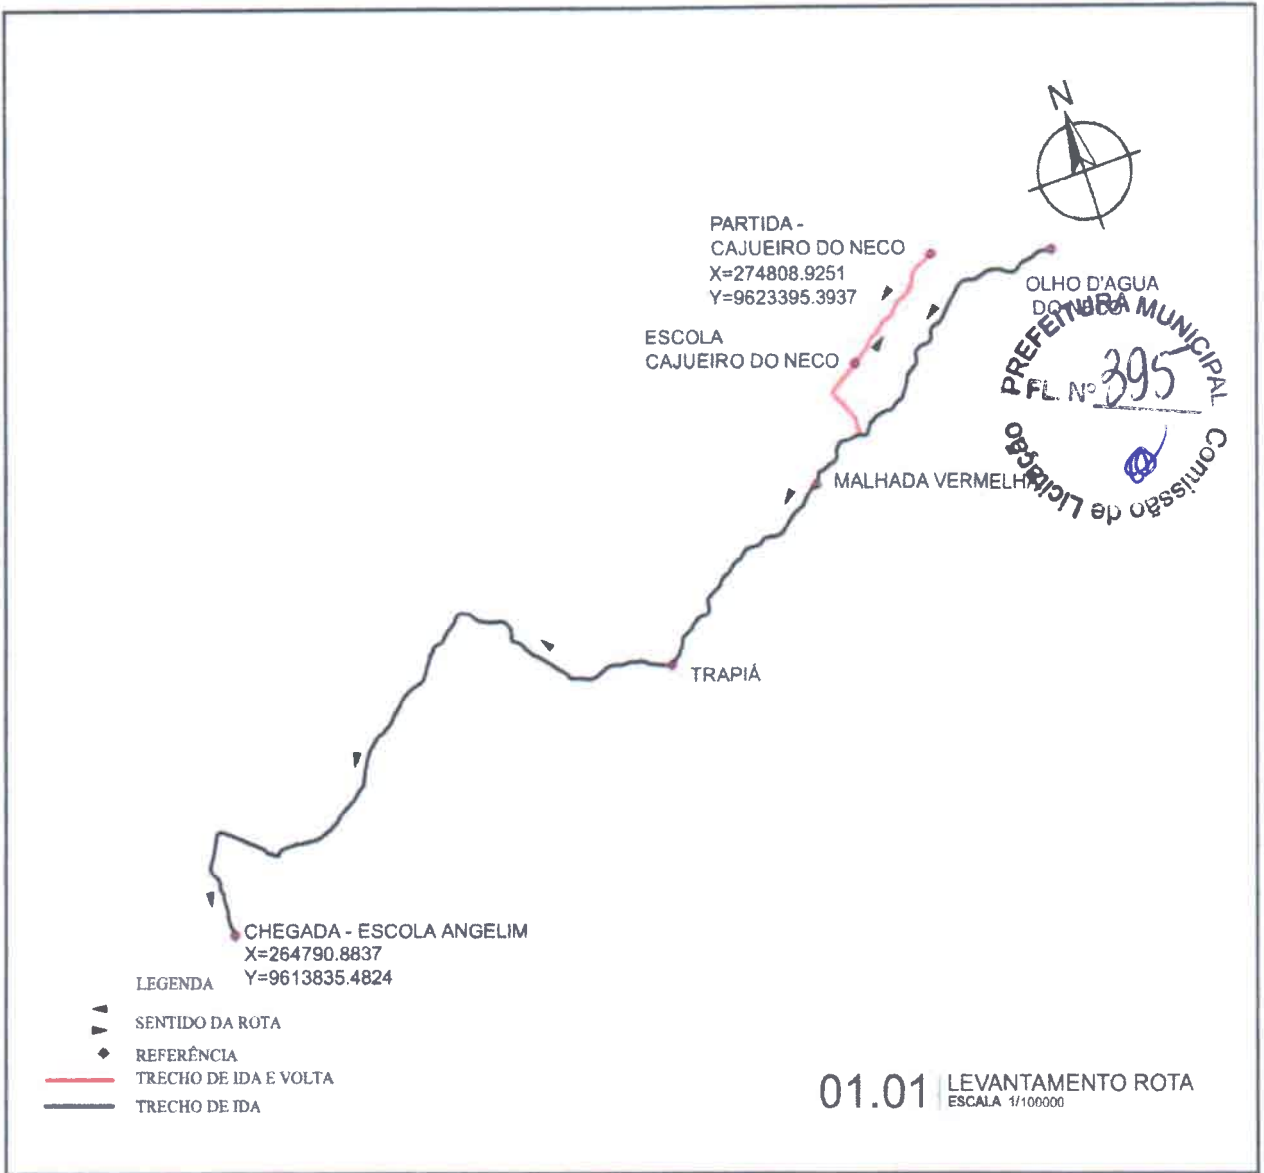 N
PARTIDA -
CAJUEIRO DO NECO
X=274808.9251
Y=9623395.3937
OLHO D'AGUA
DO NECO
PREFEITURA MUNICIPAL
FL. Nº 395
Comissão de Licitação
ESCOLA
CAJUEIRO DO NECO
MALHADA VERMELHA
TRAPIÁ
CHEGADA - ESCOLA ANGELIM
X=264790.8837
Y=9613835.4824
LEGENDA
SENTIDO DA ROTA
REFERÊNCIA
TRECHO DE IDA E VOLTA
TRECHO DE IDA
01.01 LEVANTAMENTO ROTA
ESCALA 1/100000